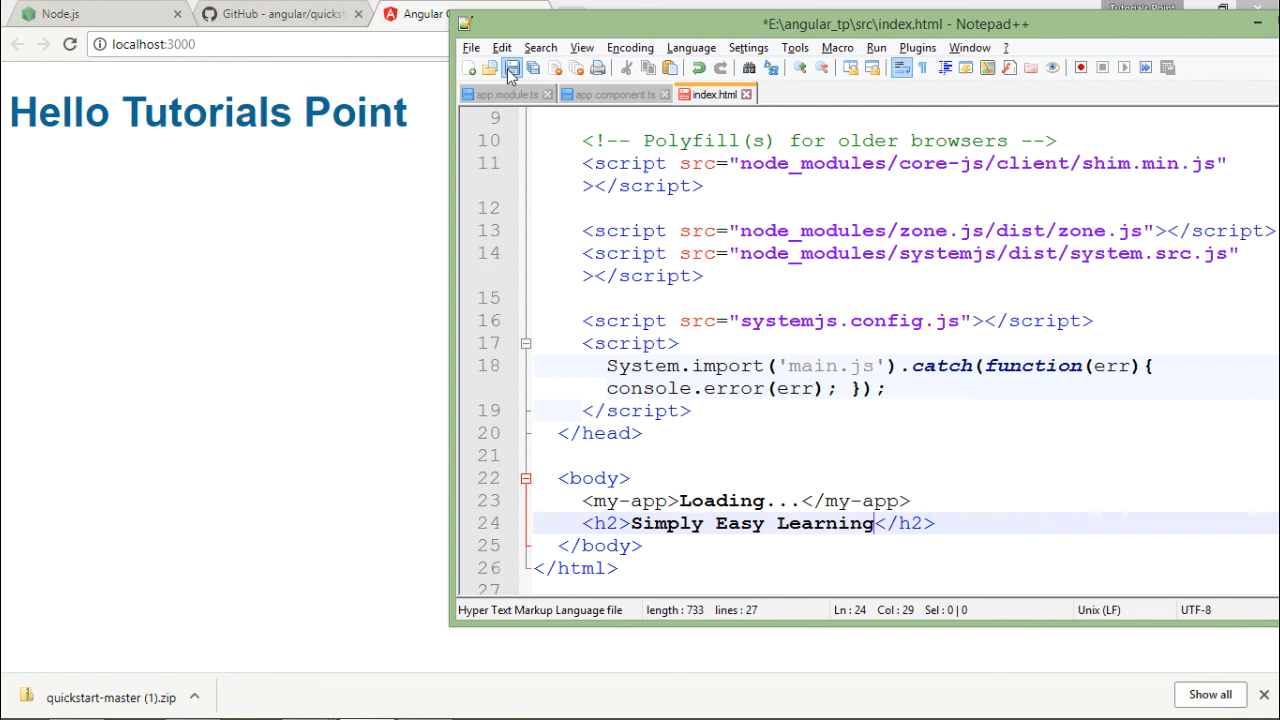 Node.js
GitHub - angular/quickst
Angular
Tutorials Point
*E:\angular_tp\src\index.html - Notepad++
localhost:3000
File Edit Search View Encoding Language Settings Tools Macro Run Plugins Window ?
app.module.ts app.component.ts index.html
Hello Tutorials Point
9
10 <!-- Polyfill(s) for older browsers -->
11 <script src="node_modules/core-js/client/shim.min.js"
></script>
12
13 <script src="node_modules/zone.js/dist/zone.js"></script>
14 <script src="node_modules/systemjs/dist/system.src.js"
></script>
15
16 <script src="systemjs.config.js"></script>
17 <script>
18 System.import('main.js').catch(function(err){
console.error(err); });
19 </script>
20 </head>
21
22 <body>
23 <my-app>Loading...</my-app>
24 <h2>Simply Easy Learning</h2>
25 </body>
26 </html>
27
Hyper Text Markup Language file length : 733 lines : 27 Ln : 24 Col : 29 Sel : 0 | 0 Unix (LF) UTF-8
quickstart-master (1).zip
Show all